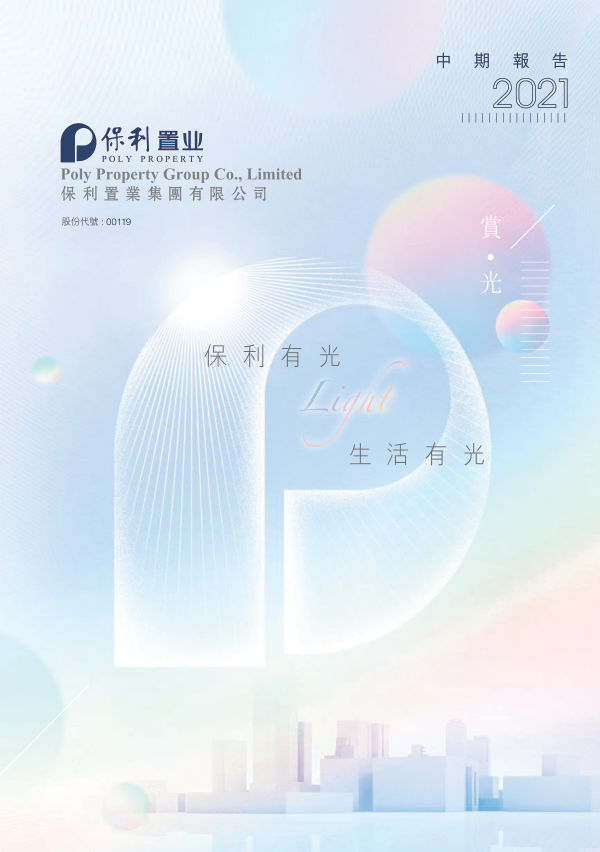 中期報告
2021
保利置业
POLY PROPERTY
Poly Property Group Co., Limited
保利置業集團有限公司
股份代號 : 00119
賞・光
保利有光
Light
生活有光